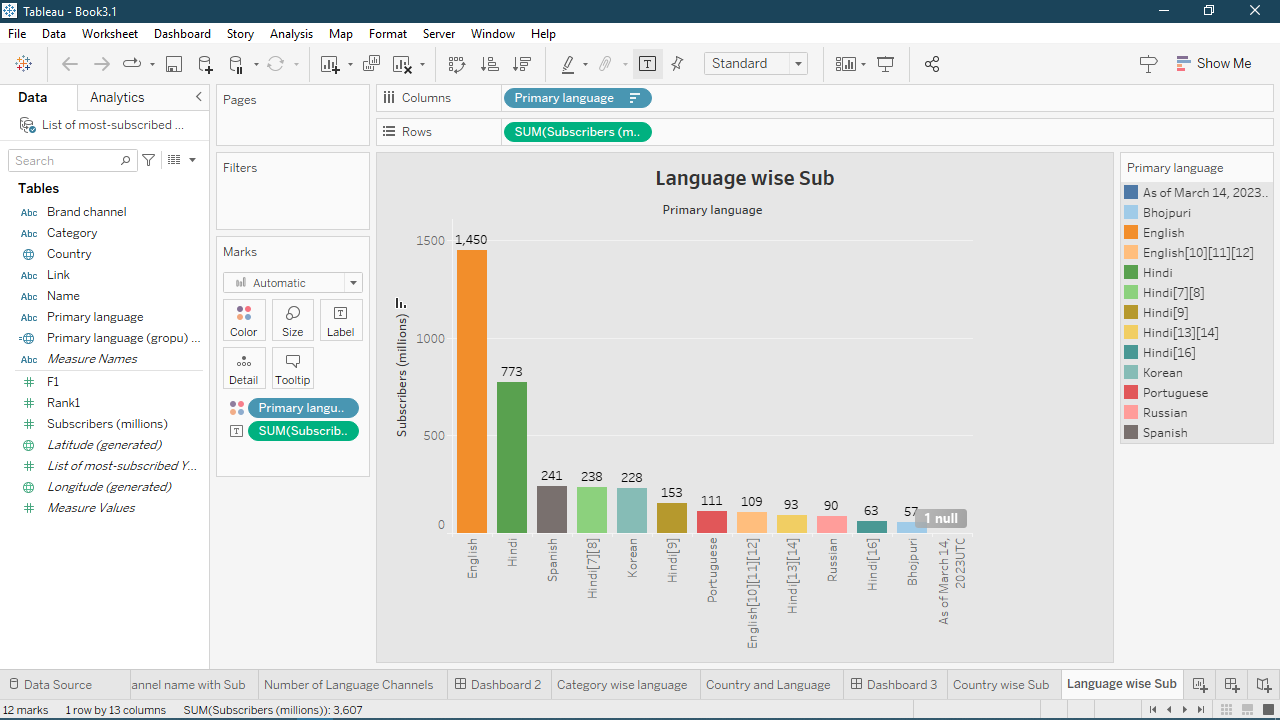 Tableau - Book3.1
File Data Worksheet Dashboard Story Analysis Map Format Server Window Help
Standard
Show Me
Data Analytics
List of most-subscribed ...
Search
Tables
Abc Brand channel
Abc Category
Country
Abc Link
Abc Name
Abc Primary language
Primary language (gropu) ...
Abc Measure Names
F1
Rank1
Subscribers (millions)
Latitude (generated)
List of most-subscribed Y...
Longitude (generated)
Measure Values
Pages
Filters
Marks
Automatic
Color Size Label
Detail Tooltip
Primary langu..
SUM(Subscrib..
Columns Primary language
Rows SUM(Subscribers (m..
Language wise Sub
Primary language
Subscribers (millions)
1500
1000
500
0
1,450
773
241
238
228
153
111
109
93
90
63
57
1 null
English
Hindi
Spanish
Hindi[7][8]
Korean
Hindi[9]
Portuguese
English[10][11][12]
Hindi[13][14]
Russian
Hindi[16]
Bhojpuri
As of March 14,
2023UTC
Primary language
As of March 14, 2023..
Bhojpuri
English
English[10][11][12]
Hindi
Hindi[7][8]
Hindi[9]
Hindi[13][14]
Hindi[16]
Korean
Portuguese
Russian
Spanish
Data Source annel name with Sub Number of Language Channels Dashboard 2 Category wise language Country and Language Dashboard 3 Country wise Sub Language wise Sub
12 marks 1 row by 13 columns SUM(Subscribers (millions)): 3,607